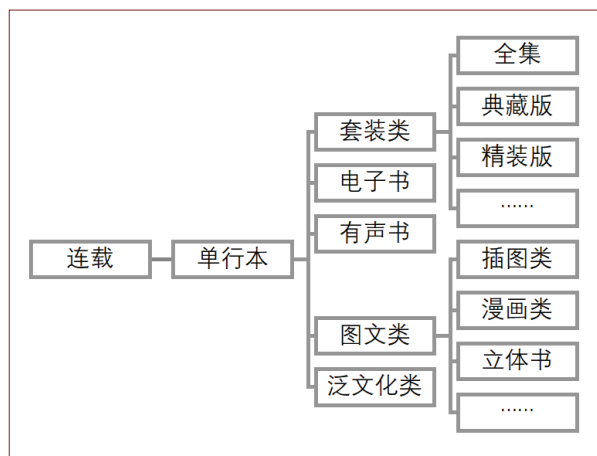 连载
单行本
套装类
全集
典藏版
精装版
……
电子书
有声书
图文类
插图类
漫画类
立体书
……
泛文化类